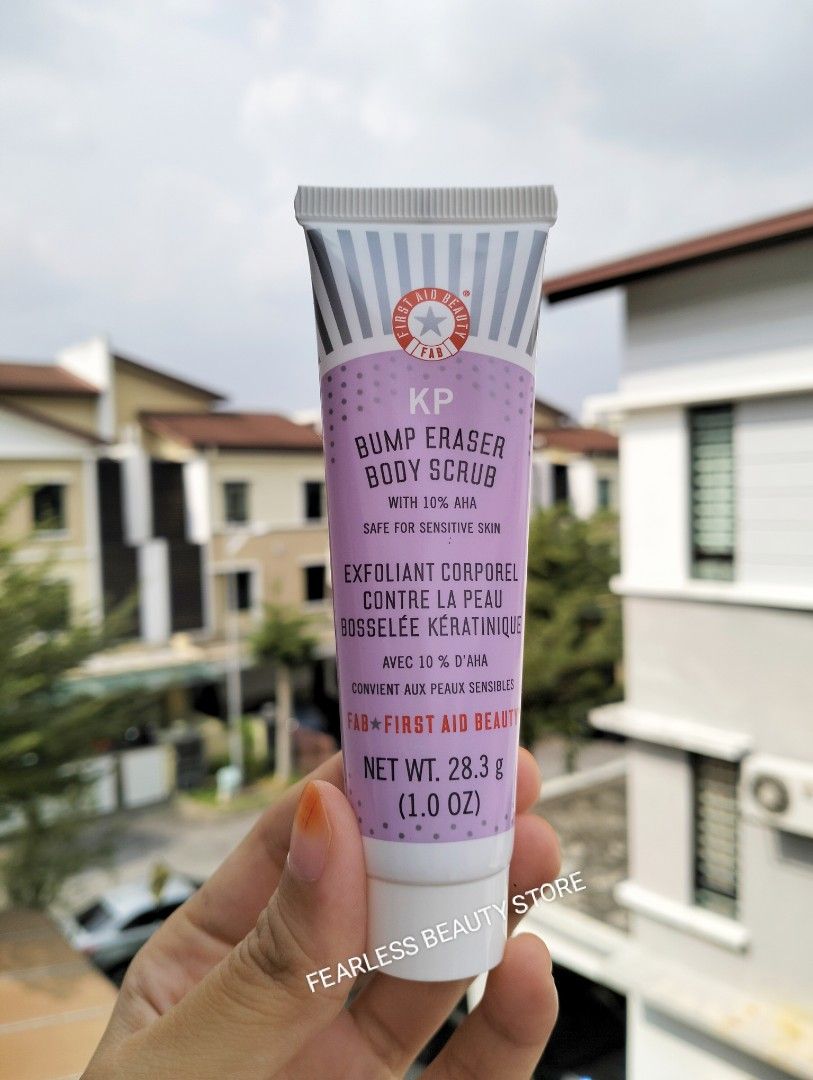 FIRST AID BEAUTY®
FAB
KP
BUMP ERASER
BODY SCRUB
WITH 10% AHA
SAFE FOR SENSITIVE SKIN
EXFOLIANT CORPOREL
CONTRE LA PEAU
BOSSELÉE KÉRATINIQUE
AVEC 10 % D'AHA
CONVIENT AUX PEAUX SENSIBLES
FAB★FIRST AID BEAUTY
NET WT. 28.3 g
(1.0 OZ)
FEARLESS BEAUTY STORE